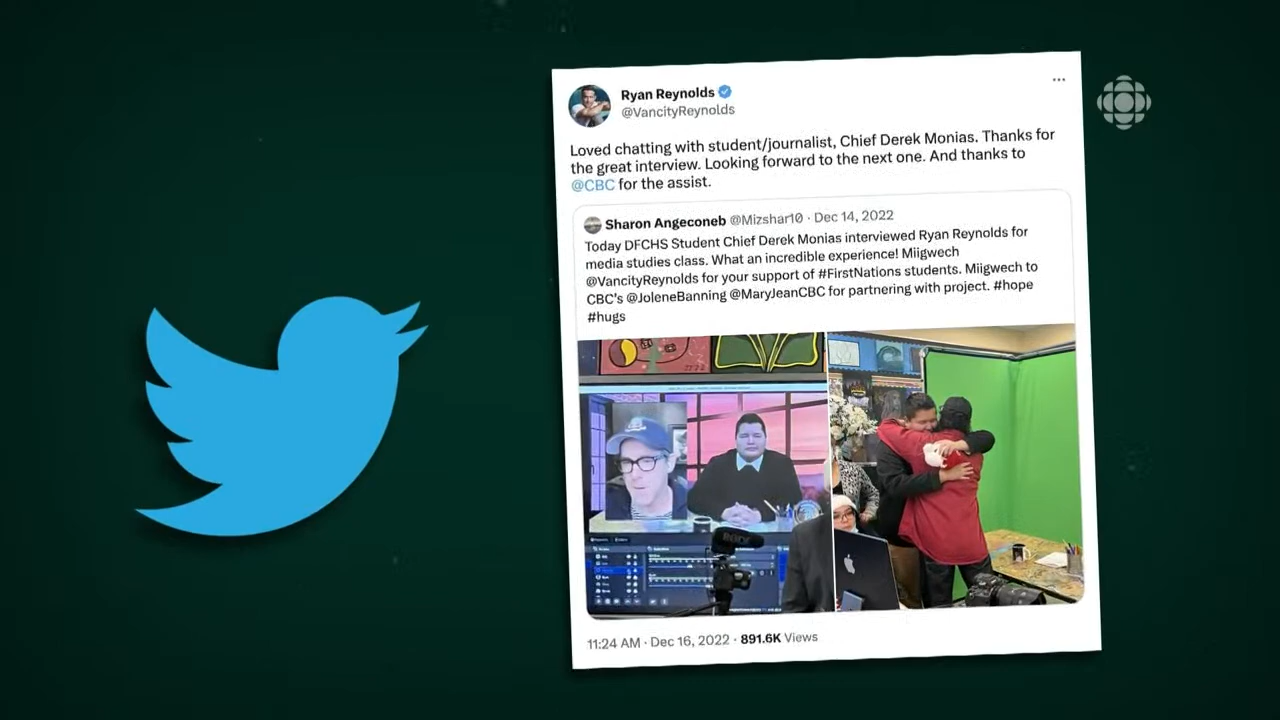 Ryan Reynolds
@VancityReynolds
Loved chatting with student/journalist, Chief Derek Monias. Thanks for
the great interview. Looking forward to the next one. And thanks to
@CBC for the assist.
Sharon Angeconeb @Mizshar10 · Dec 14, 2022
Today DFCHS Student Chief Derek Monias interviewed Ryan Reynolds for
media studies class. What an incredible experience! Miigwech
@VancityReynolds for your support of #FirstNations students. Miigwech to
CBC's @JoleneBanning @MaryJeanCBC for partnering with project. #hope
#hugs
11:24 AM · Dec 16, 2022 · 891.6K Views